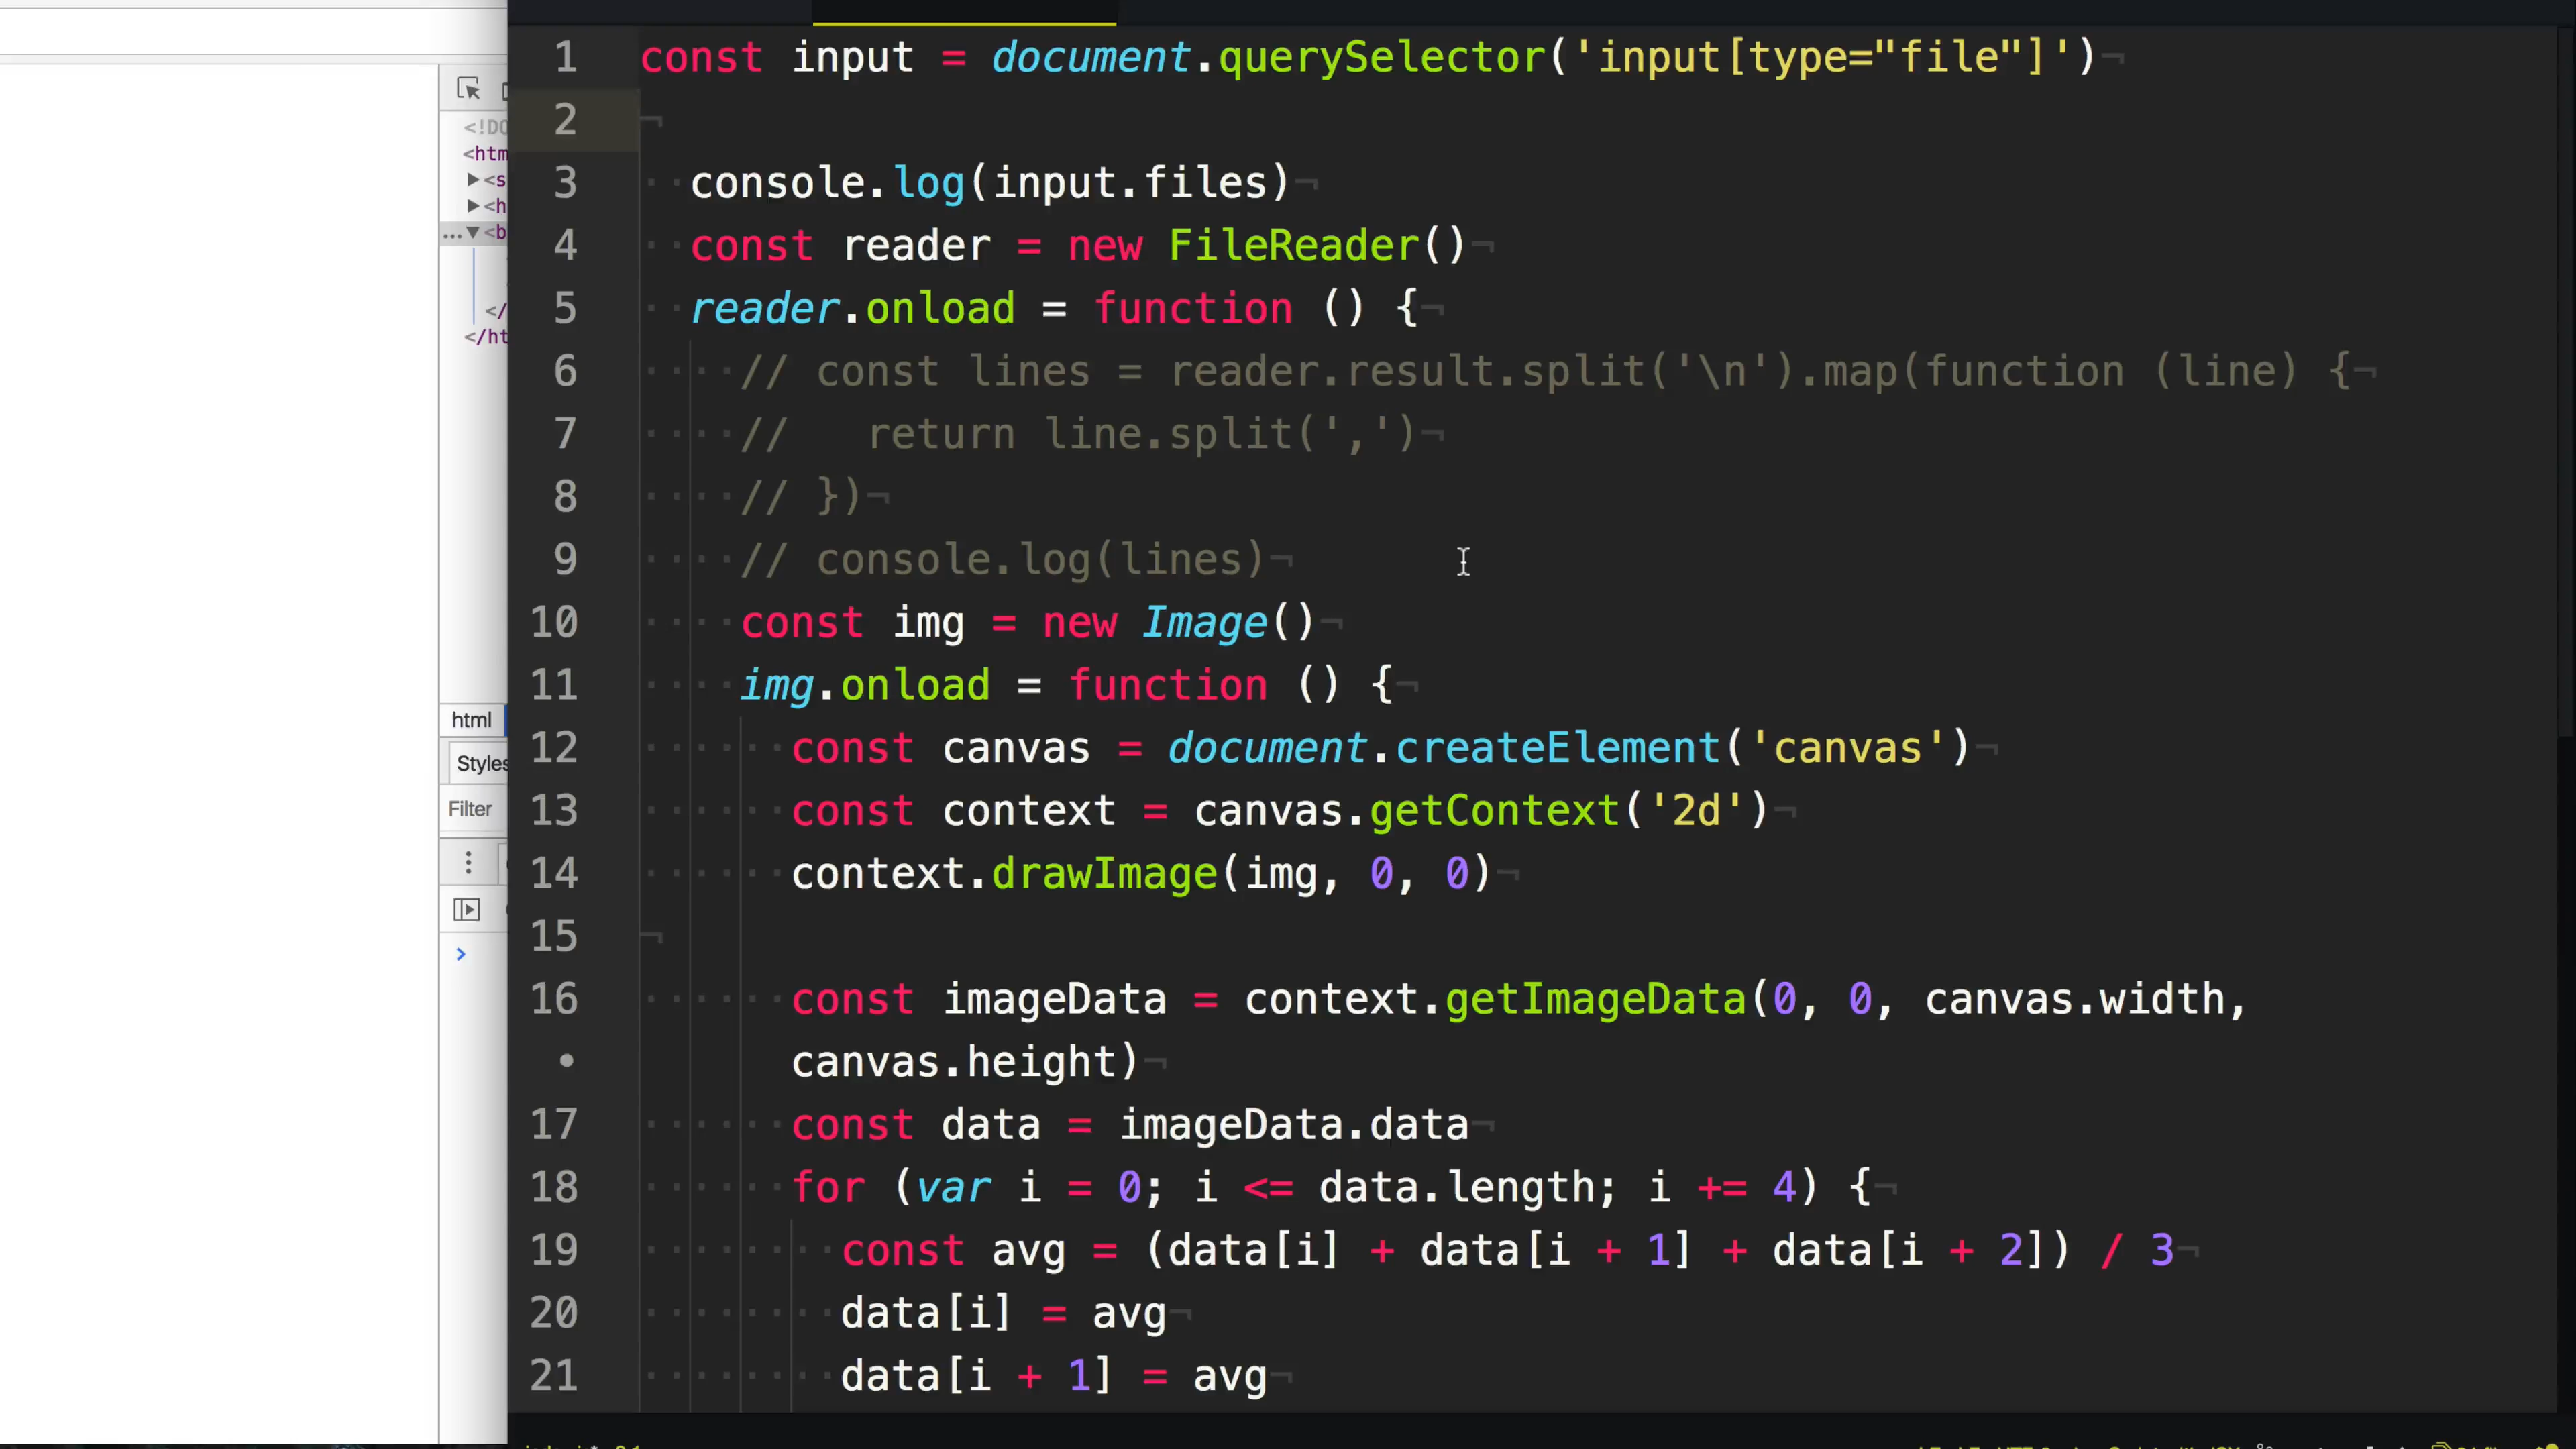 <!DO
<htm
▶<s
▶<h
...▼<b
</
</ht
html
Styles
Filter
1 const input = document.querySelector('input[type="file"]')¬
2 ¬
3 console.log(input.files)¬
4 const reader = new FileReader()¬
5 reader.onload = function () {¬
6 // const lines = reader.result.split('\n').map(function (line) {¬
7 //   return line.split(',')¬
8 // })¬
9 // console.log(lines)¬
10 const img = new Image()¬
11 img.onload = function () {¬
12 const canvas = document.createElement('canvas')¬
13 const context = canvas.getContext('2d')¬
14 context.drawImage(img, 0, 0)¬
15 ¬
16 const imageData = context.getImageData(0, 0, canvas.width,
• canvas.height)¬
17 const data = imageData.data¬
18 for (var i = 0; i <= data.length; i += 4) {¬
19 const avg = (data[i] + data[i + 1] + data[i + 2]) / 3¬
20 data[i] = avg¬
21 data[i + 1] = avg¬